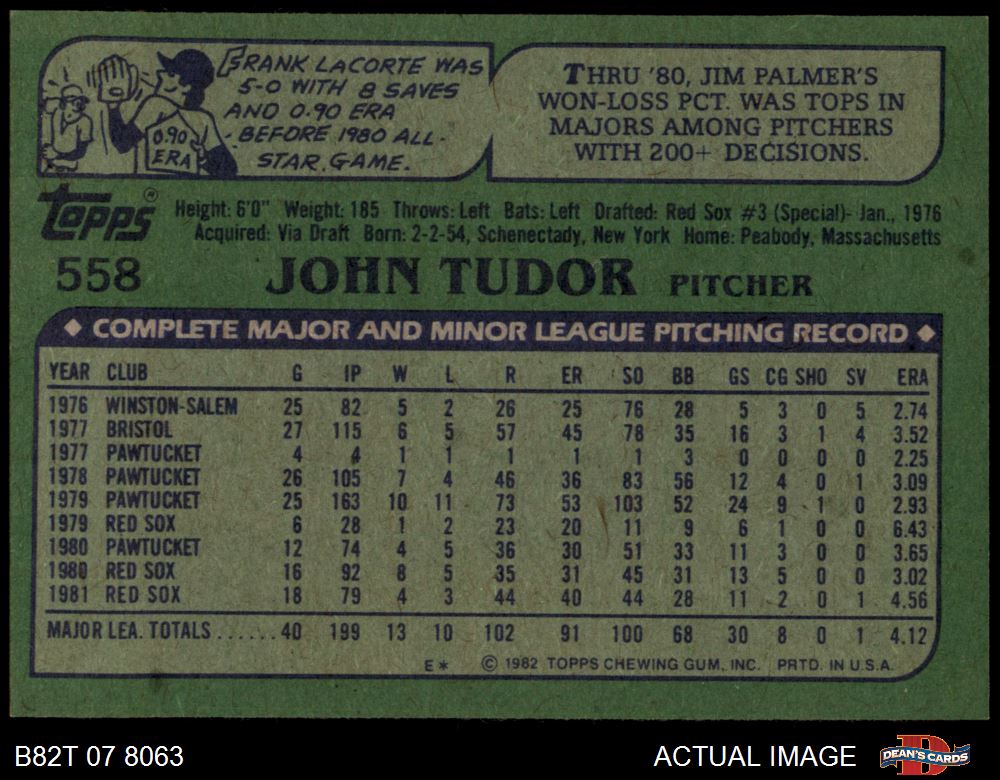 FRANK LACORTE WAS
5-0 WITH 8 SAVES
AND 0.90 ERA
BEFORE 1980 ALL-
STAR GAME.
0.90
ERA
THRU '80, JIM PALMER'S
WON-LOSS PCT. WAS TOPS IN
MAJORS AMONG PITCHERS
WITH 200+ DECISIONS.
topps®
Height: 6'0" Weight: 185 Throws: Left Bats: Left Drafted: Red Sox #3 (Special)- Jan., 1976
Acquired: Via Draft Born: 2-2-54, Schenectady, New York Home: Peabody, Massachusetts
558 JOHN TUDOR PITCHER
◆ COMPLETE MAJOR AND MINOR LEAGUE PITCHING RECORD ◆
YEAR CLUB G IP W L R ER SO BB GS CG SHO SV ERA
1976 WINSTON-SALEM 25 82 5 2 26 25 76 28 5 3 0 5 2.74
1977 BRISTOL 27 115 6 5 57 45 78 35 16 3 1 4 3.52
1977 PAWTUCKET 4 4 1 1 1 1 1 3 0 0 0 0 2.25
1978 PAWTUCKET 26 105 7 4 46 36 83 56 12 4 0 1 3.09
1979 PAWTUCKET 25 163 10 11 73 53 103 52 24 9 1 0 2.93
1979 RED SOX 6 28 1 2 23 20 11 9 6 1 0 0 6.43
1980 PAWTUCKET 12 74 4 5 36 30 51 33 11 3 0 0 3.65
1980 RED SOX 16 92 8 5 35 31 45 31 13 5 0 0 3.02
1981 RED SOX 18 79 4 3 44 40 44 28 11 2 0 1 4.56
MAJOR LEA. TOTALS ...... 40 199 13 10 102 91 100 68 30 8 0 1 4.12
E* © 1982 TOPPS CHEWING GUM, INC. PRTD. IN U.S.A.
B82T 07 8063 ACTUAL IMAGE DEAN'S CARDS